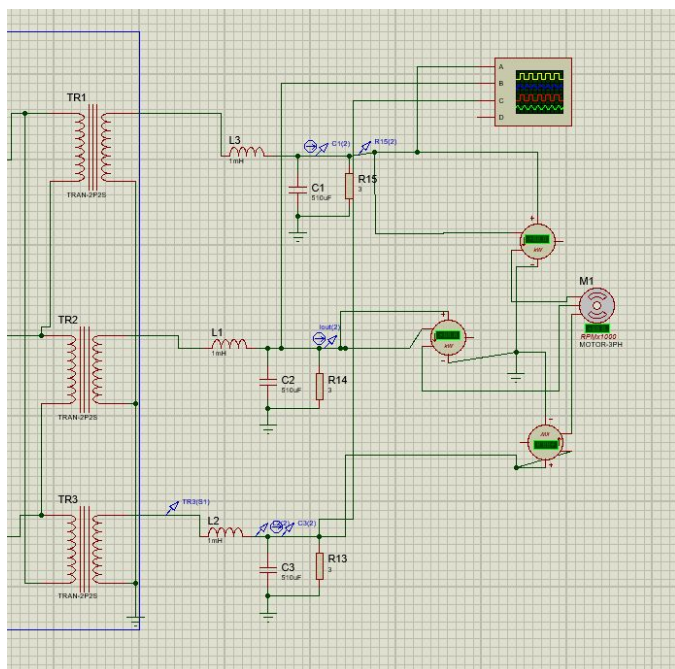 TR1
TRAN-2P2S
L3
1mH
C1(2)
R15(2)
C1
510uF
R15
3
A
B
C
D
+
kW
-
M1
RPMx1000
MOTOR-3PH
TR2
TRAN-2P2S
L1
1mH
Iout(2)
C2
510uF
R14
3
+
kW
-
-
+
TR3
TRAN-2P2S
TR3(S1)
L2
1mH
C3(2)
C3
510uF
R13
3